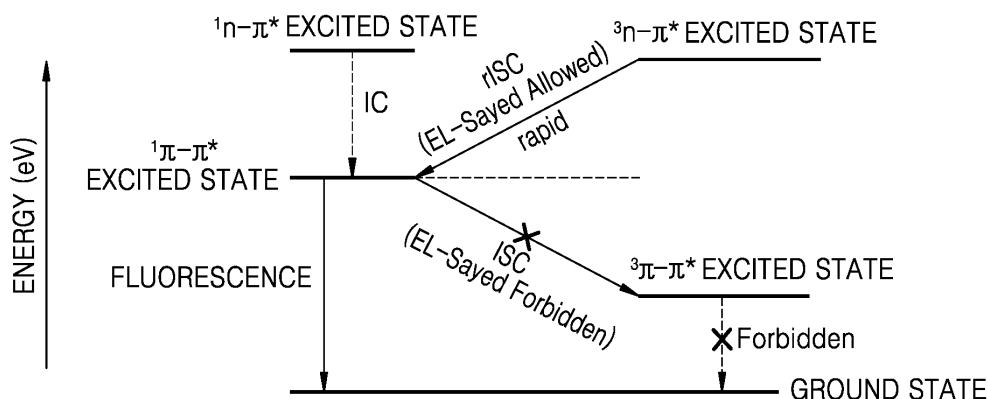 ¹n-π* EXCITED STATE
³n-π* EXCITED STATE
rISC
(EL-Sayed Allowed)
rapid
IC
¹π-π*
EXCITED STATE
ENERGY (eV)
FLUORESCENCE
ISC
(EL-Sayed Forbidden)
³π-π* EXCITED STATE
Forbidden
GROUND STATE